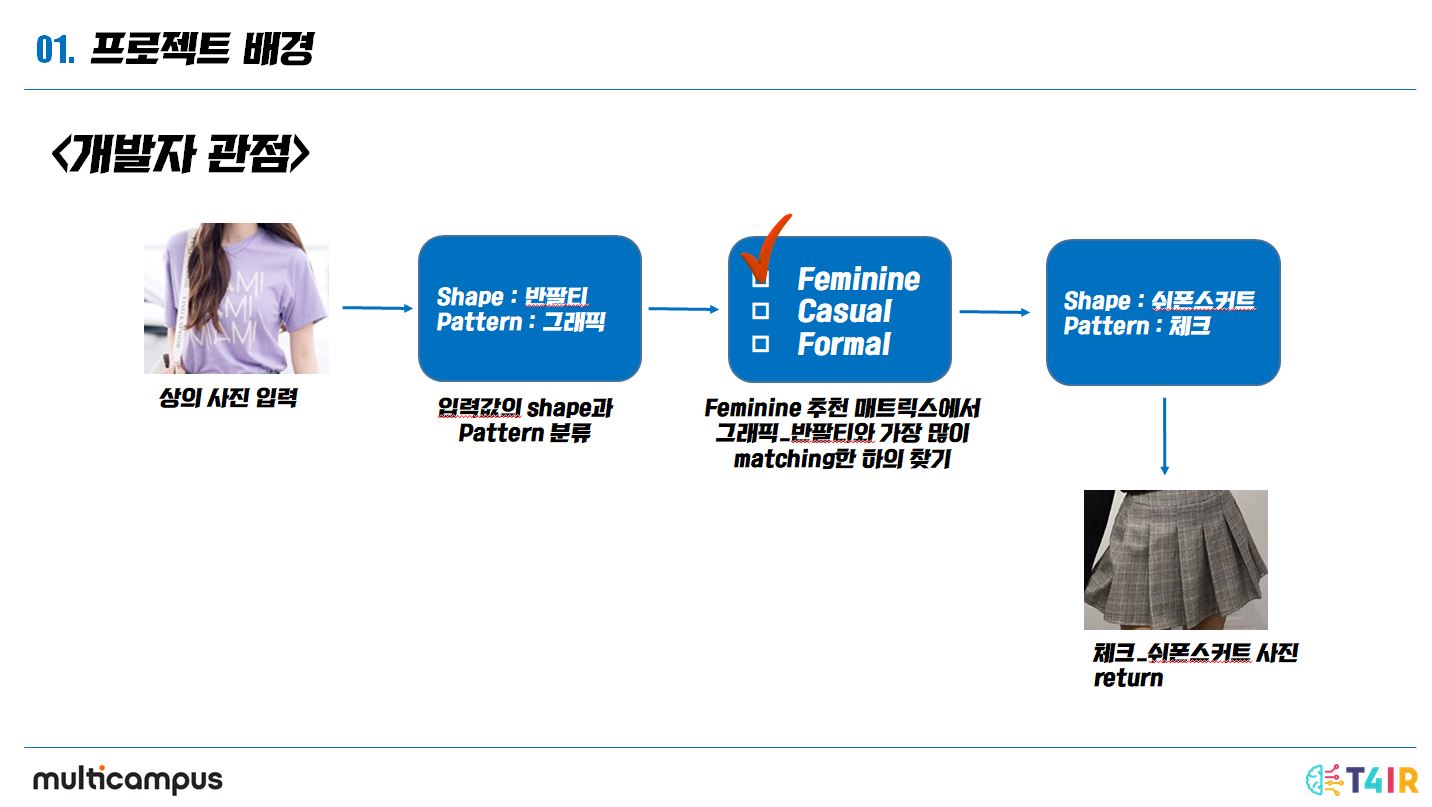 01. 프로젝트 배경
<개발자 관점>
MIAMI
상의 사진 입력
Shape : 반팔티
Pattern : 그래픽
입력값의 shape과
Pattern 분류
Feminine
Casual
Formal
Feminine 추천 매트릭스에서
그래픽_반팔티와 가장 많이
matching한 하의 찾기
Shape : 쉬폰스커트
Pattern : 체크
체크_쉬폰스커트 사진
return
multicampus
T4IR